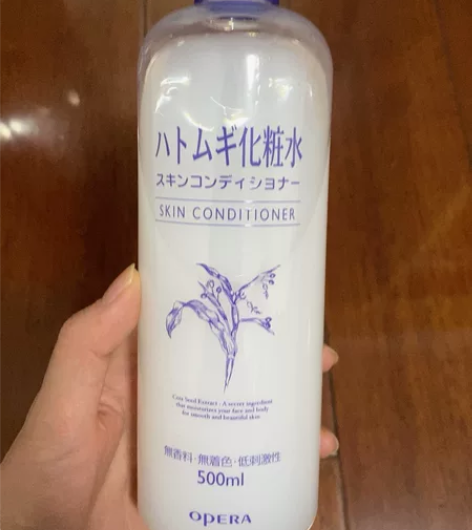 ハトムギ化粧水
スキンコンディショナー
SKIN CONDITIONER
Coix Seed Extract - A secret ingredient
that moisturizes your face and body
for smooth and beautiful skin
無香料·無着色·低刺激性
500ml
OPERA